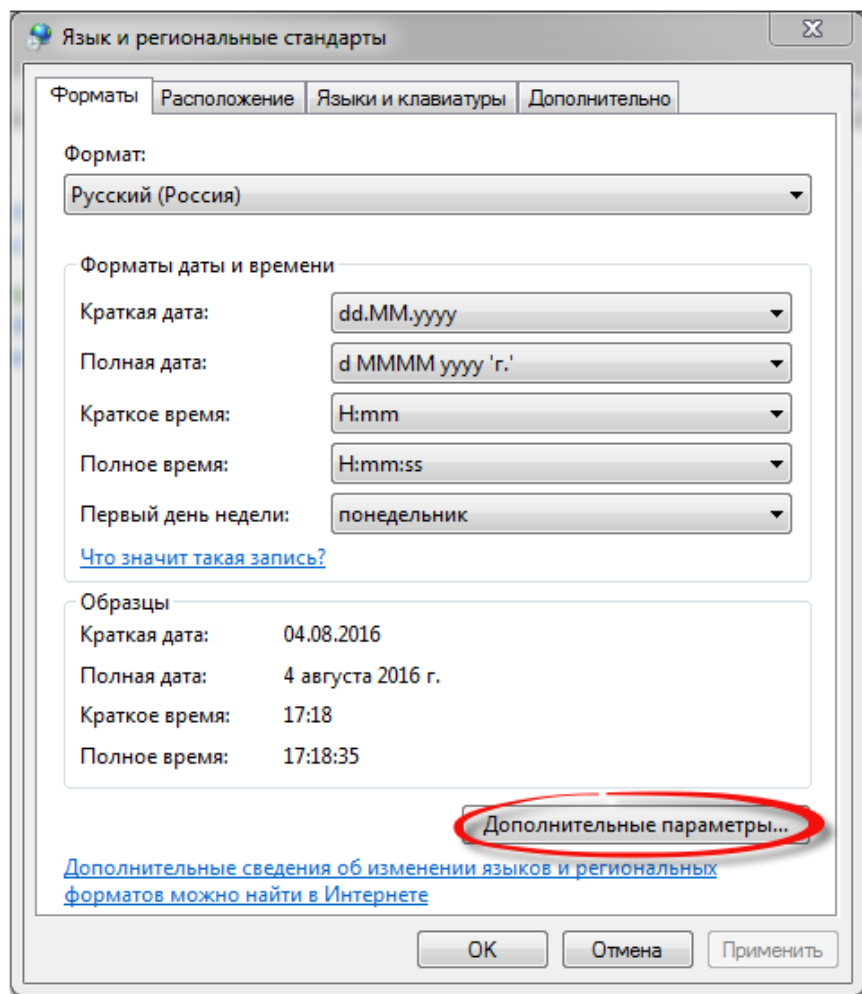 Язык и региональные стандарты
Форматы Расположение Языки и клавиатуры Дополнительно
Формат:
Русский (Россия)
Форматы даты и времени
Краткая дата: dd.MM.yyyy
Полная дата: d MMMM yyyy 'г.'
Краткое время: H:mm
Полное время: H:mm:ss
Первый день недели: понедельник
Что значит такая запись?
Образцы
Краткая дата: 04.08.2016
Полная дата: 4 августа 2016 г.
Краткое время: 17:18
Полное время: 17:18:35
Дополнительные параметры...
Дополнительные сведения об изменении языков и региональных
форматов можно найти в Интернете
ОК Отмена Применить